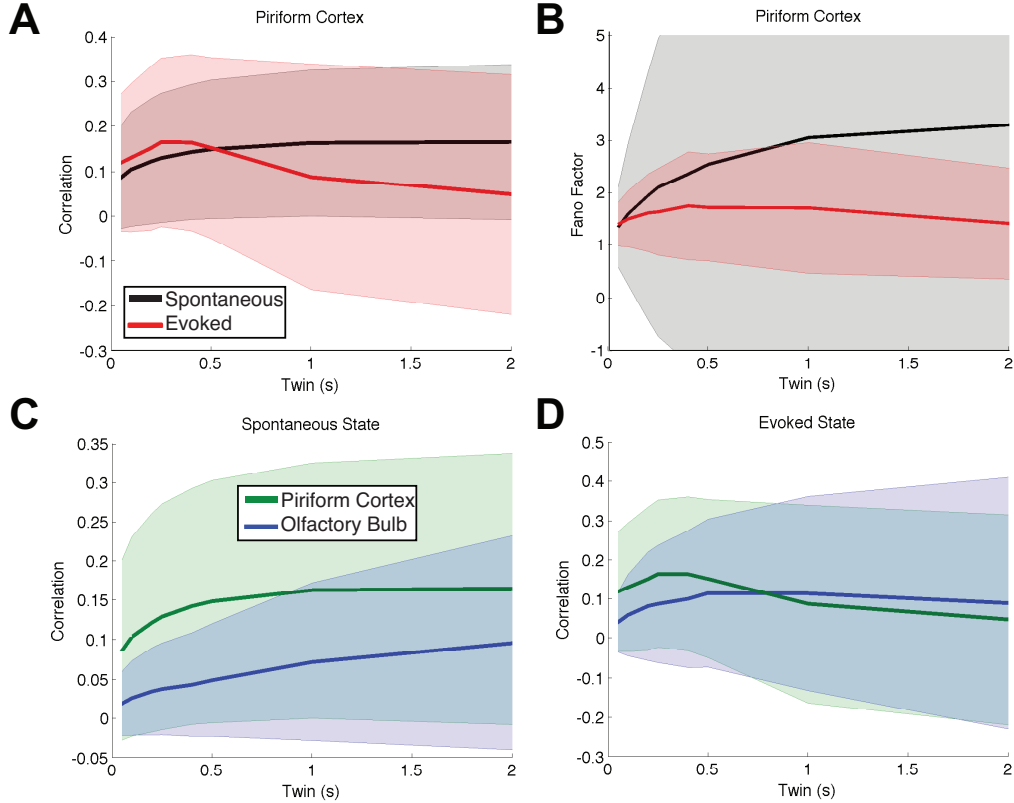 A
Piriform Cortex
0.4
0.3
0.2
0.1
0
-0.1
-0.2
-0.3
Correlation
Spontaneous
Evoked
0
0.5
1
1.5
2
Twin (s)
B
Piriform Cortex
5
4
3
2
1
0
-1
Fano Factor
0
0.5
1
1.5
2
Twin (s)
C
Spontaneous State
0.35
0.3
0.25
0.2
0.15
0.1
0.05
0
-0.05
Correlation
Piriform Cortex
Olfactory Bulb
0
0.5
1
1.5
2
Twin (s)
D
Evoked State
0.5
0.4
0.3
0.2
0.1
0
-0.1
-0.2
-0.3
Correlation
0
0.5
1
1.5
2
Twin (s)